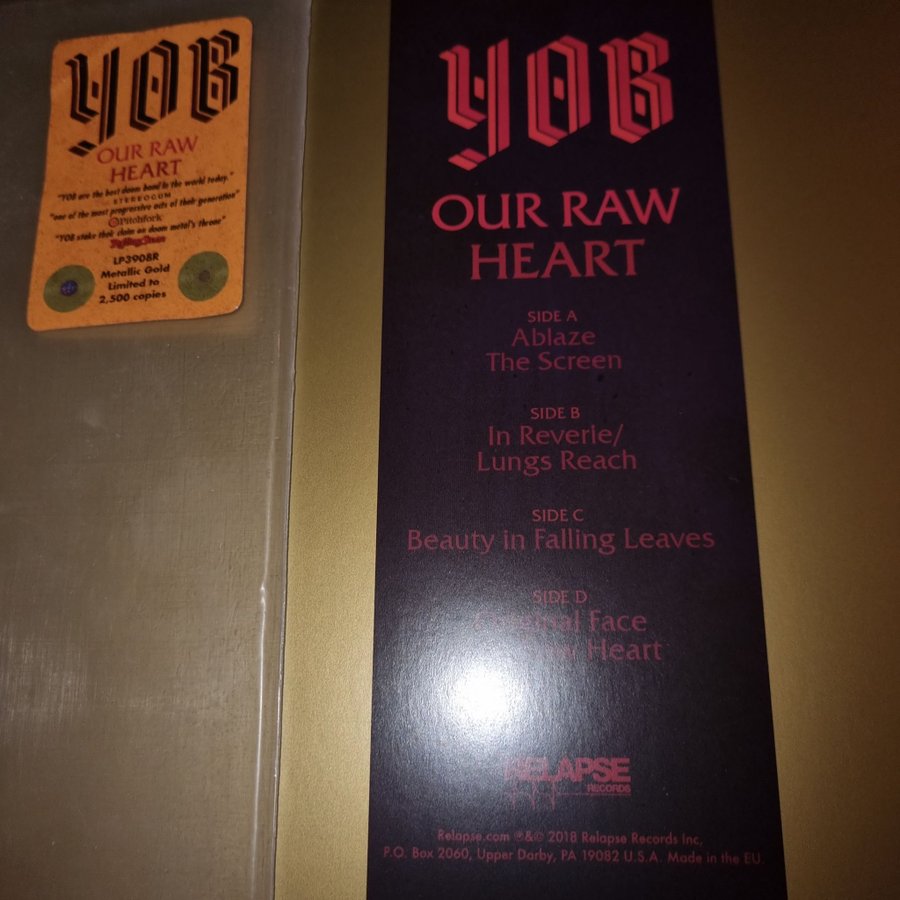 YOB
OUR RAW
HEART
"YOB are the best doom band in the world today."
STEREOGUM
"one of the most progressive acts of their generation"
Pitchfork
"YOB stake their claim on doom metal's throne"
RollingStone
LP3908R
Metallic Gold
Limited to
2,500 copies
YOB
OUR RAW
HEART
SIDE A
Ablaze
The Screen
SIDE B
In Reverie/
Lungs Reach
SIDE C
Beauty in Falling Leaves
SIDE D
Original Face
Heart
RELAPSE
RECORDS
Relapse.com ℗&© 2018 Relapse Records Inc,
P.O. Box 2060, Upper Darby, PA 19082 U.S.A. Made in the EU.